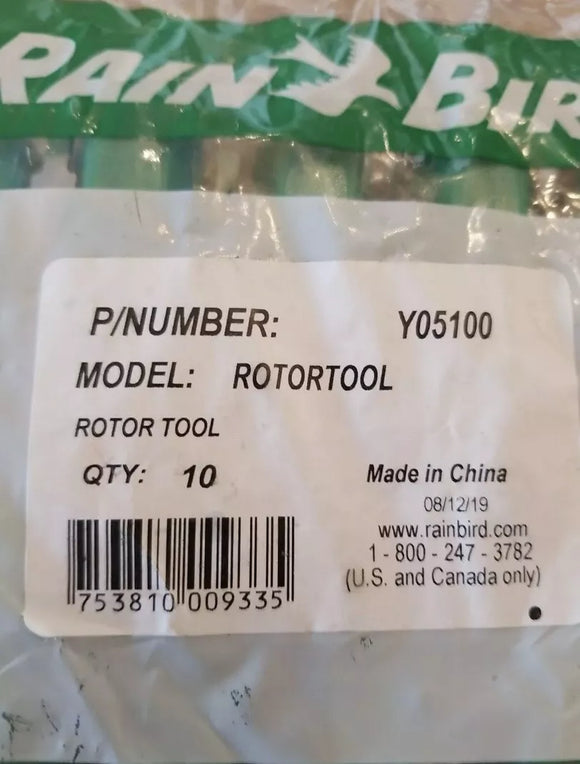 RAIN BIR
P/NUMBER: Y05100
MODEL: ROTORTOOL
ROTOR TOOL
QTY: 10
Made in China
08/12/19
www.rainbird.com
1 - 800 - 247 - 3782
(U.S. and Canada only)
753810 009335